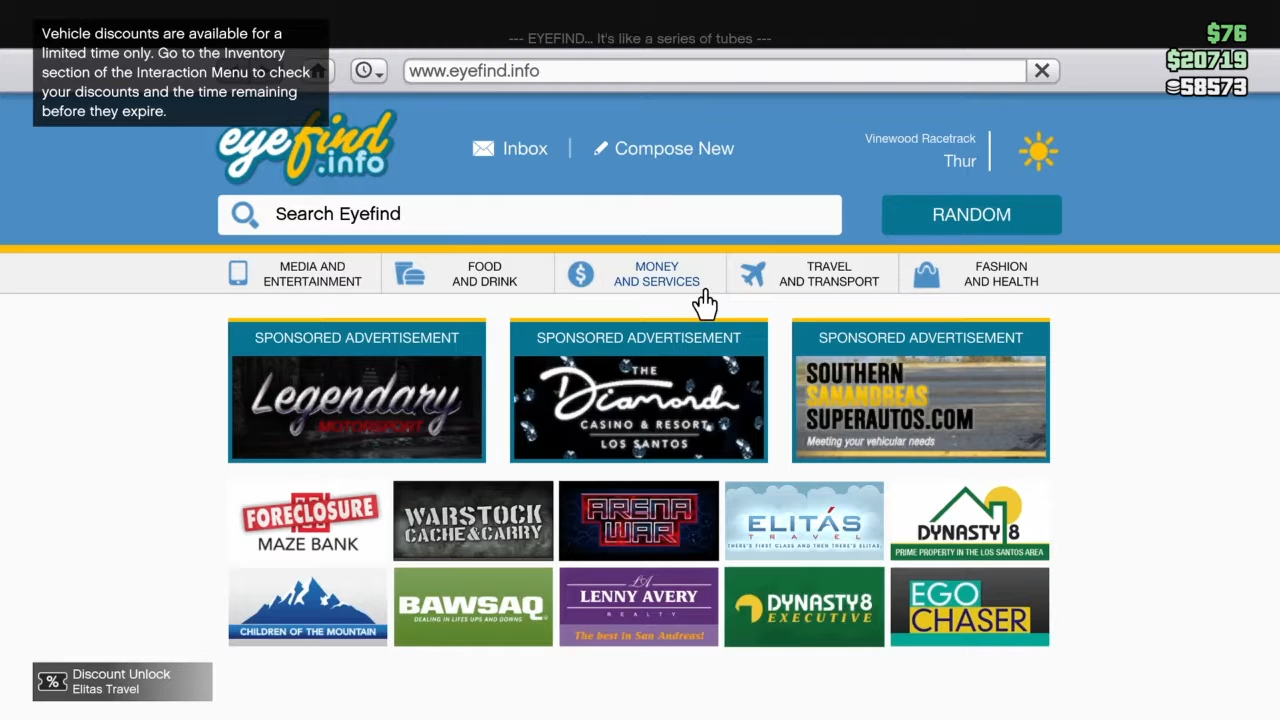 Vehicle discounts are available for a
limited time only. Go to the Inventory
section of the Interaction Menu to check
your discounts and the time remaining
before they expire.
--- EYEFIND... It's like a series of tubes ---
$76
$20719
58573
www.eyefind.info
eyefind
.info
Inbox
Compose New
Vinewood Racetrack
Thur
Search Eyefind
RANDOM
MEDIA AND
ENTERTAINMENT
FOOD
AND DRINK
MONEY
AND SERVICES
TRAVEL
AND TRANSPORT
FASHION
AND HEALTH
SPONSORED ADVERTISEMENT
SPONSORED ADVERTISEMENT
SPONSORED ADVERTISEMENT
Legendary
MOTORSPORT
THE
Diamond
CASINO & RESORT
LOS SANTOS
SOUTHERN
SANANDREAS
SUPERAUTOS.COM
Meeting your vehicular needs
FORECLOSURE
MAZE BANK
WARSTOCK
CACHE&CARRY
ARENA
WAR
ELITÁS
TRAVEL
THERE'S FIRST CLASS AND THEN THERE'S ELITAS.
DYNASTY 8
PRIME PROPERTY IN THE LOS SANTOS AREA
CHILDREN OF THE MOUNTAIN
BAWSAQ
DEALING IN LIFES UPS AND DOWNS
LA
LENNY AVERY
REALTY
The best in San Andreas!
DYNASTY8
EXECUTIVE
EGO
CHASER
Discount Unlock
Elitas Travel